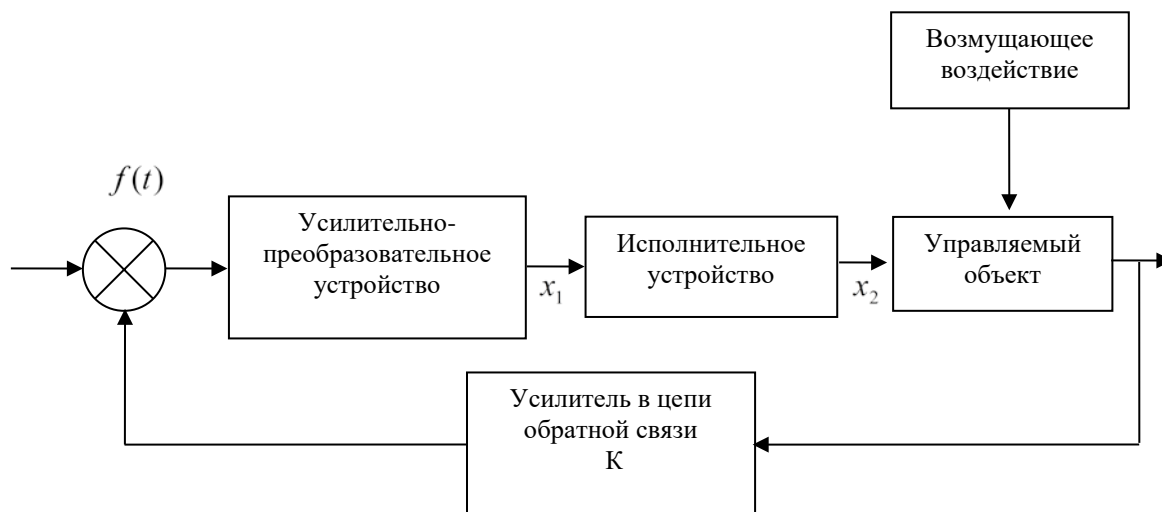 Возмущающее
воздействие
f(t)
Усилительно-
преобразовательное
устройство
x₁
Исполнительное
устройство
x₂
Управляемый
объект
Усилитель в цепи
обратной связи
К